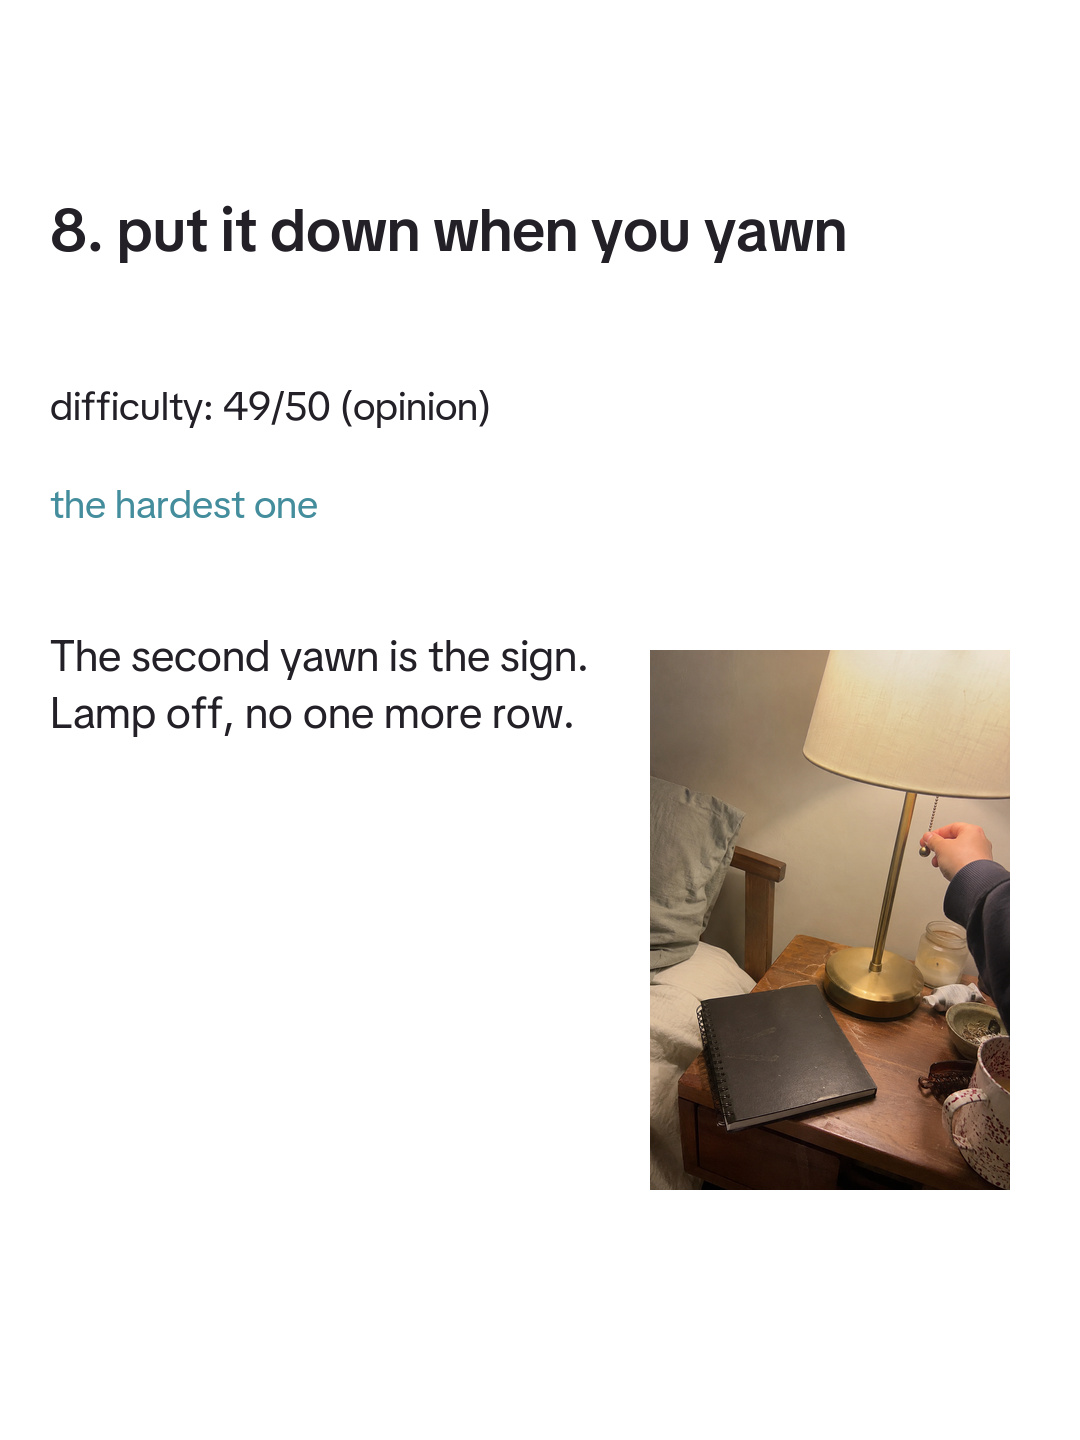 8. put it down when you yawn
difficulty: 49/50 (opinion)
the hardest one
The second yawn is the sign.
Lamp off, no one more row.